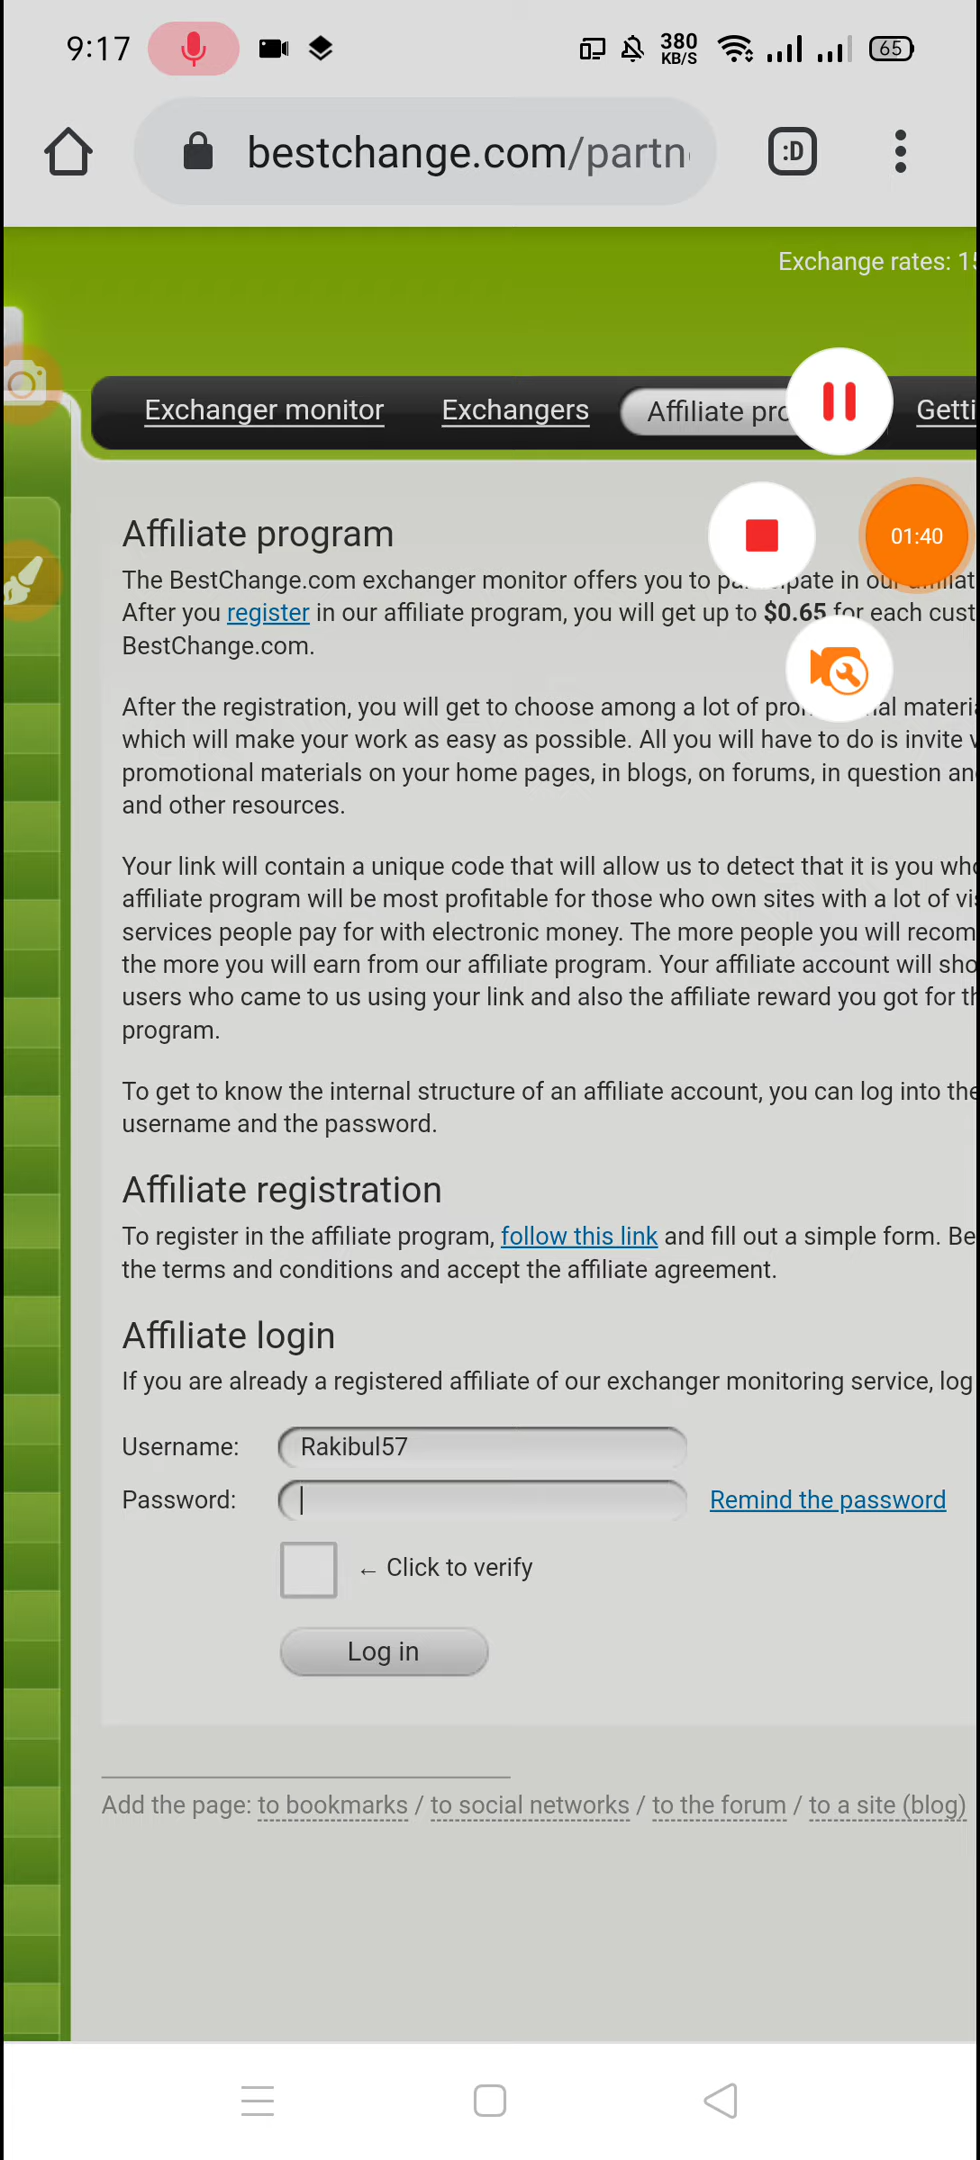 9:17
380
KB/S
65
bestchange.com/partn
:D
Exchange rates:
Exchanger monitor Exchangers Affiliate pro Getti
Affiliate program
The BestChange.com exchanger monitor offers you to pa pate in our affiliat
After you register in our affiliate program, you will get up to $0.65 for each cust
BestChange.com.
01:40
After the registration, you will get to choose among a lot of pro al materi
which will make your work as easy as possible. All you will have to do is invite v
promotional materials on your home pages, in blogs, on forums, in question an
and other resources.
Your link will contain a unique code that will allow us to detect that it is you who
affiliate program will be most profitable for those who own sites with a lot of vis
services people pay for with electronic money. The more people you will recom
the more you will earn from our affiliate program. Your affiliate account will sho
users who came to us using your link and also the affiliate reward you got for th
program.
To get to know the internal structure of an affiliate account, you can log into the
username and the password.
Affiliate registration
To register in the affiliate program, follow this link and fill out a simple form. Be
the terms and conditions and accept the affiliate agreement.
Affiliate login
If you are already a registered affiliate of our exchanger monitoring service, log
Username: Rakibul57
Password: Remind the password
← Click to verify
Log in
Add the page: to bookmarks / to social networks / to the forum / to a site (blog)